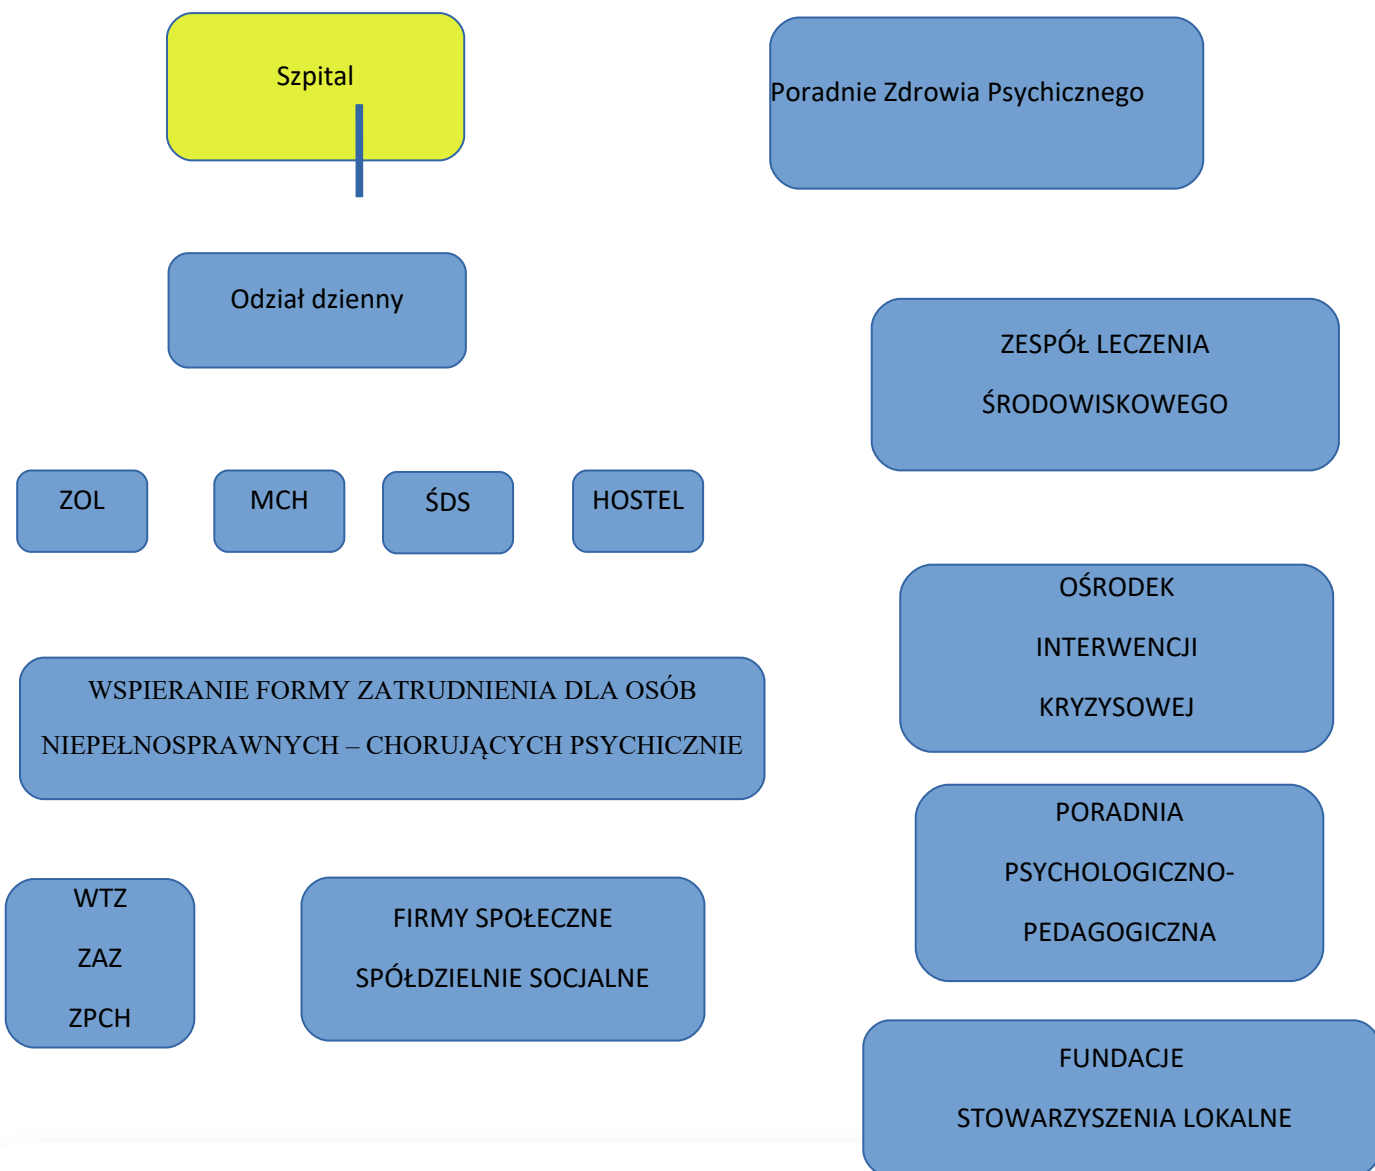 Szpital
Poradnie Zdrowia Psychicznego
Odział dzienny
ZESPÓŁ LECZENIA
ŚRODOWISKOWEGO
ZOL
MCH
ŚDS
HOSTEL
OŚRODEK
INTERWENCJI
KRYZYSOWEJ
WSPIERANIE FORMY ZATRUDNIENIA DLA OSÓB
NIEPEŁNOSPRAWNYCH – CHORUJĄCYCH PSYCHICZNIE
PORADNIA
PSYCHOLOGICZNO-
PEDAGOGICZNA
WTZ
ZAZ
ZPCH
FIRMY SPOŁECZNE
SPÓŁDZIELNIE SOCJALNE
FUNDACJE
STOWARZYSZENIA LOKALNE